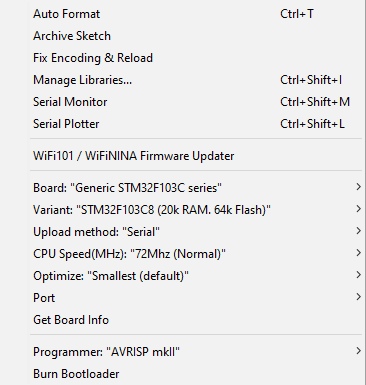 Auto Format Ctrl+T
Archive Sketch
Fix Encoding & Reload
Manage Libraries... Ctrl+Shift+I
Serial Monitor Ctrl+Shift+M
Serial Plotter Ctrl+Shift+L
WiFi101 / WiFiNINA Firmware Updater
Board: "Generic STM32F103C series"
Variant: "STM32F103C8 (20k RAM. 64k Flash)"
Upload method: "Serial"
CPU Speed(MHz): "72Mhz (Normal)"
Optimize: "Smallest (default)"
Port
Get Board Info
Programmer: "AVRISP mkII"
Burn Bootloader